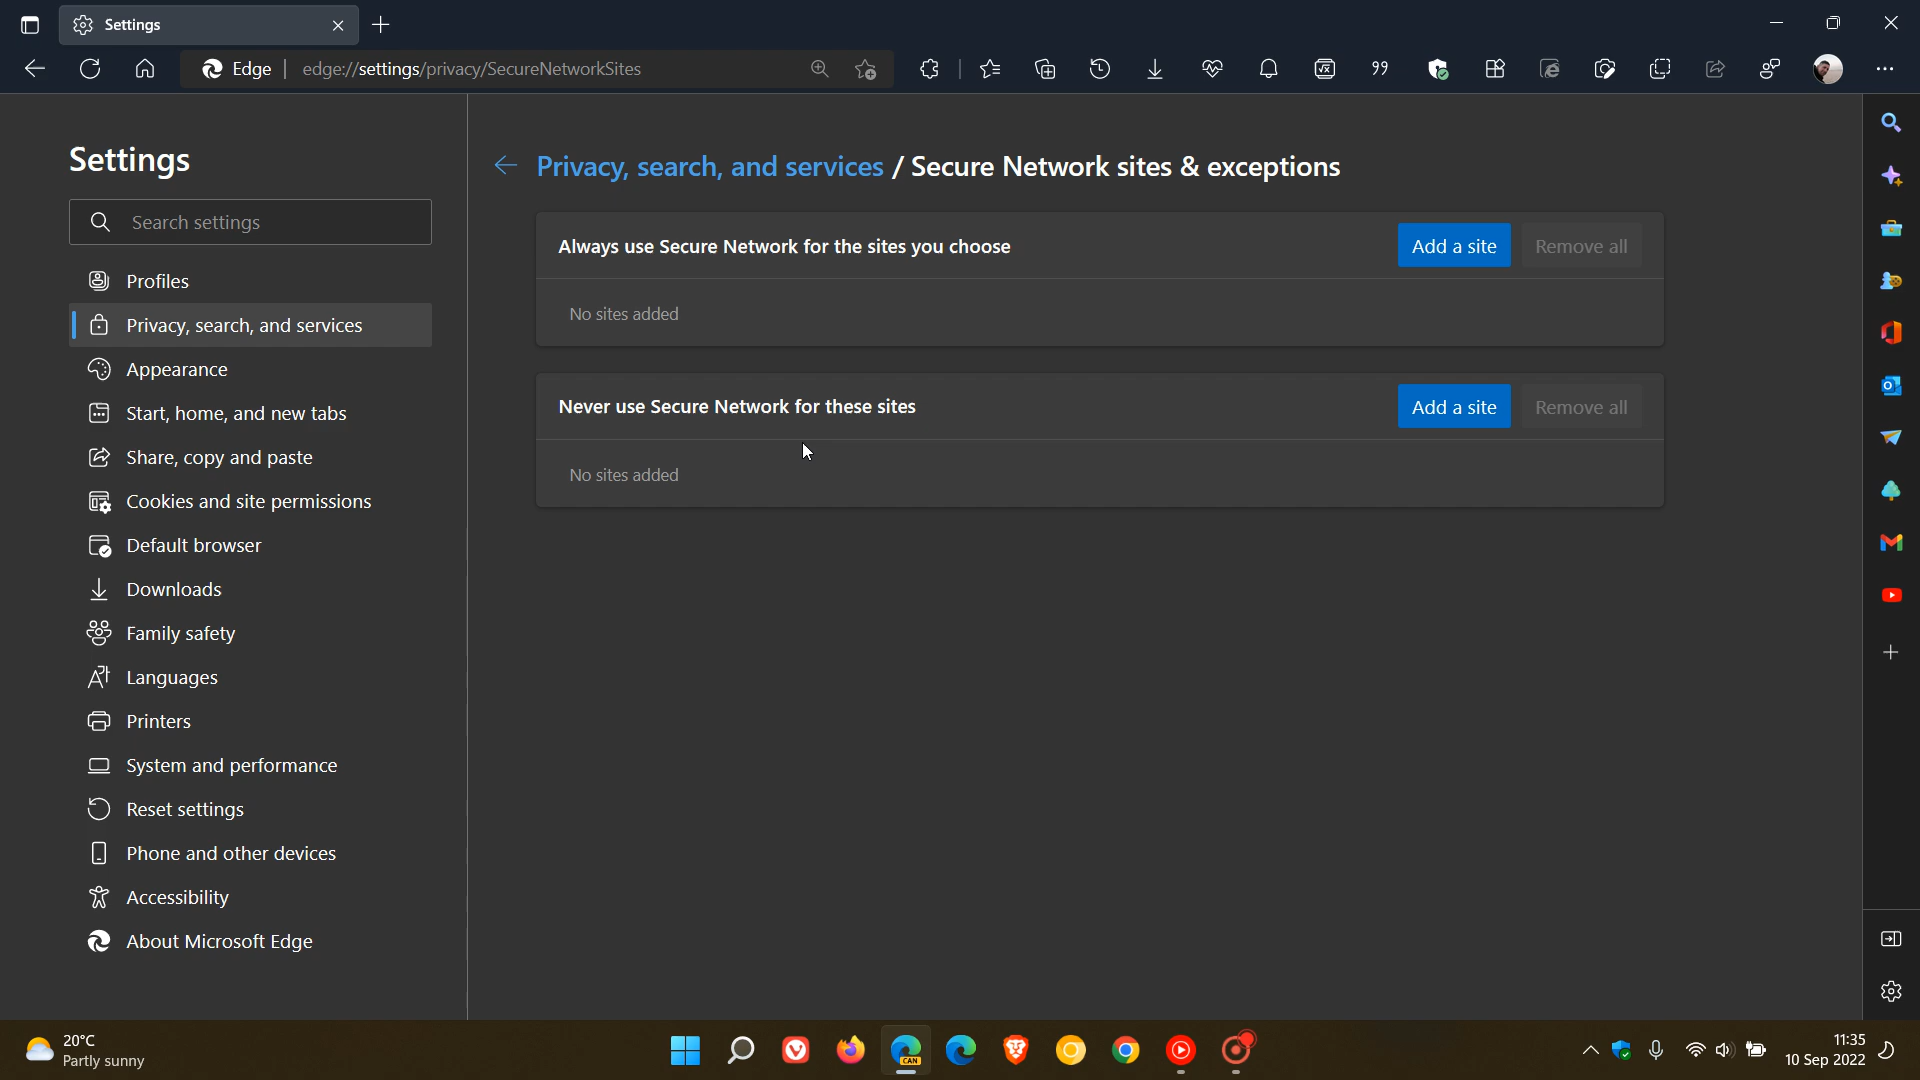 Settings
Edge
edge://settings/privacy/SecureNetworkSites
Settings
Search settings
Profiles
Privacy, search, and services
Appearance
Start, home, and new tabs
Share, copy and paste
Cookies and site permissions
Default browser
Downloads
Family safety
Languages
Printers
System and performance
Reset settings
Phone and other devices
Accessibility
About Microsoft Edge
Privacy, search, and services / Secure Network sites & exceptions
Always use Secure Network for the sites you choose
Add a site
Remove all
No sites added
Never use Secure Network for these sites
Add a site
Remove all
No sites added
20°C
Partly sunny
CAN
11:35
10 Sep 2022